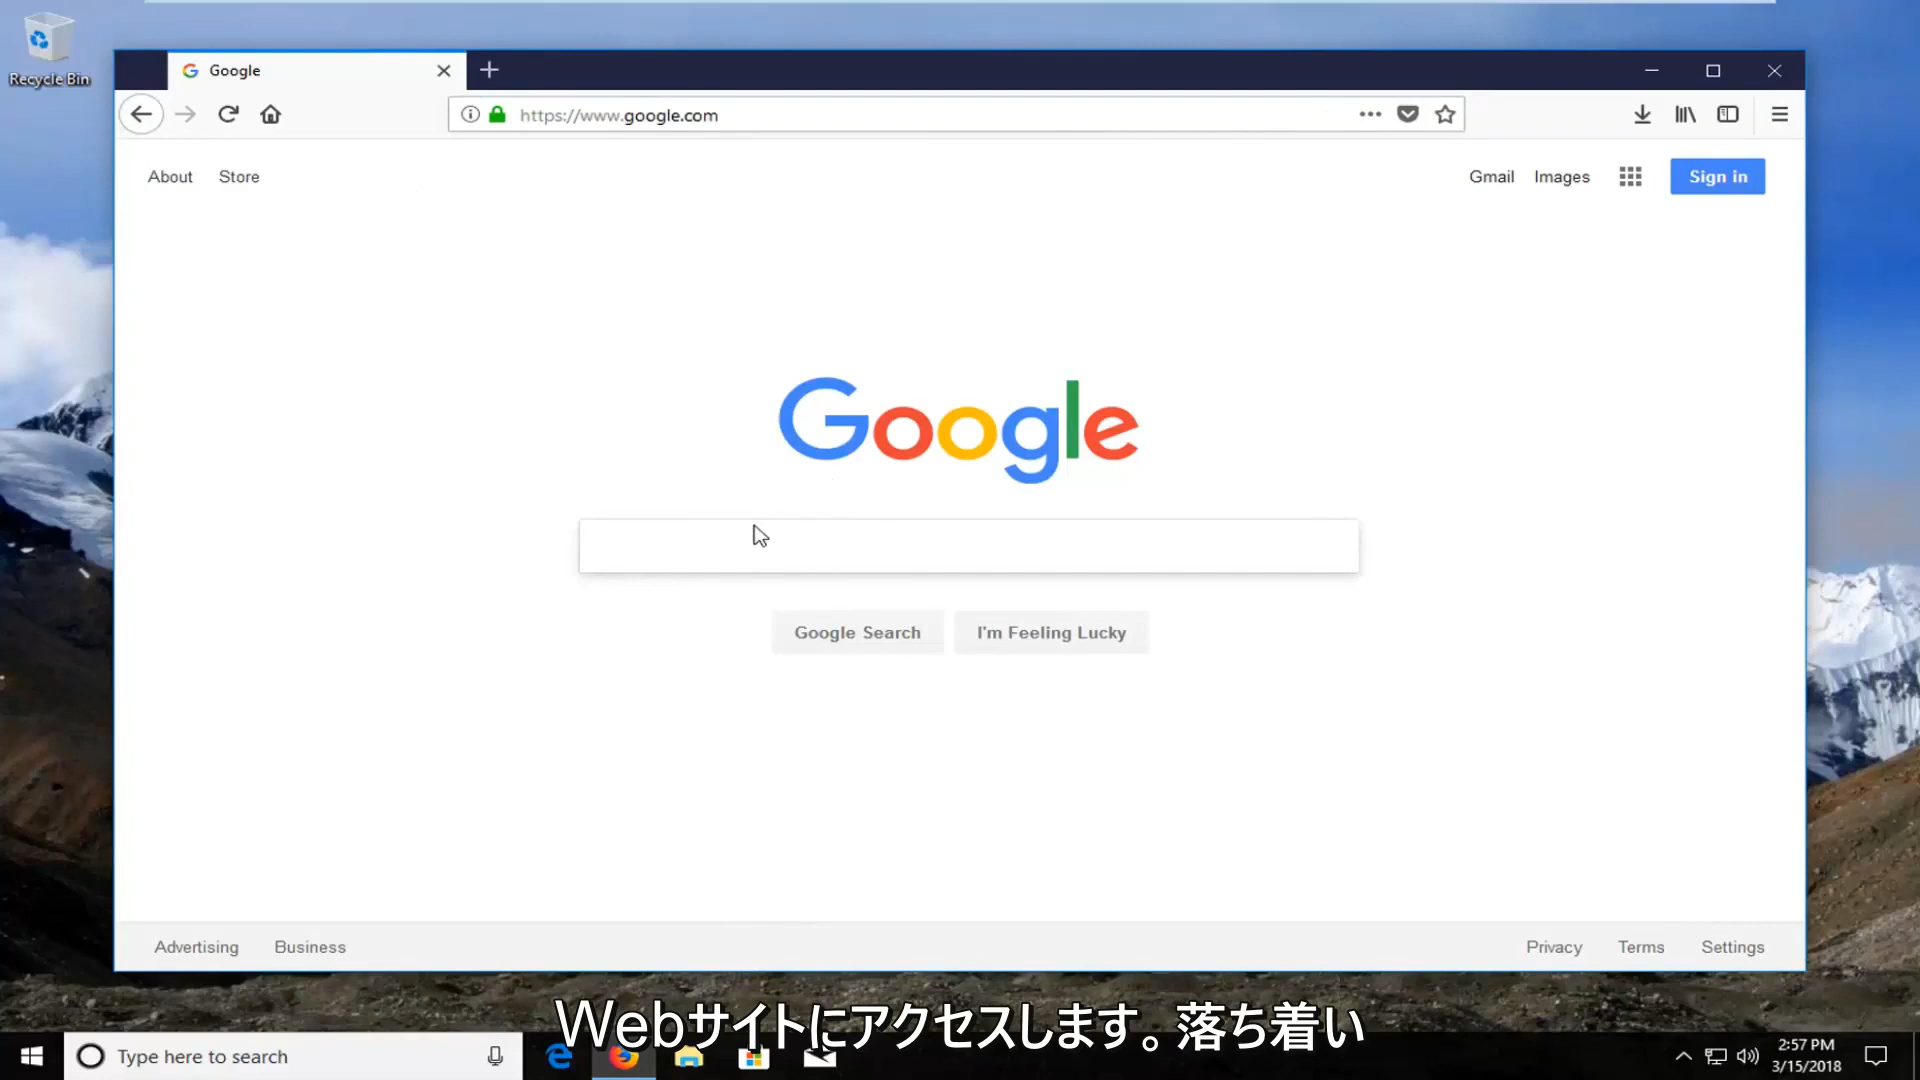 Recycle Bin
Google
https://www.google.com
About Store
Gmail Images Sign in
Google
Google Search I'm Feeling Lucky
Advertising Business
Privacy Terms Settings
Webサイトにアクセスします。落ち着い
Type here to search
2:57 PM
3/15/2018